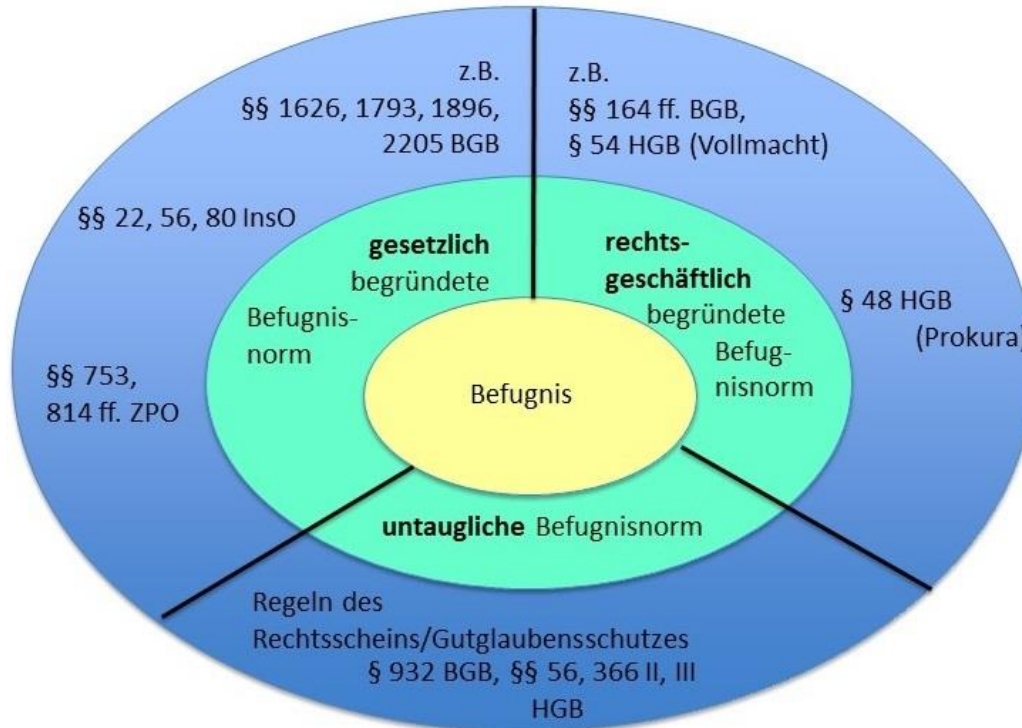 z.B.
§§ 1626, 1793, 1896,
2205 BGB
§§ 22, 56, 80 InsO
gesetzlich
begründete
Befugnis-
norm
§§ 753,
814 ff. ZPO
z.B.
§§ 164 ff. BGB,
§ 54 HGB (Vollmacht)
rechts-
geschäftlich
begründete
Befug-
nisnorm
§ 48 HGB
(Prokura)
Befugnis
untaugliche Befugnisnorm
Regeln des
Rechtsscheins/Gutglaubensschutzes
§ 932 BGB, §§ 56, 366 II, III
HGB